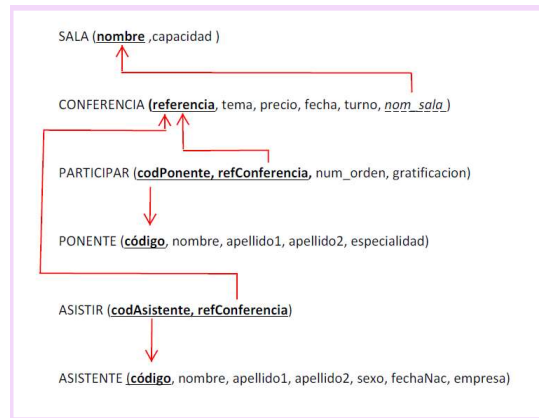 SALA (nombre ,capacidad )
CONFERENCIA (referencia, tema, precio, fecha, turno, nom_sala )
PARTICIPAR (codPonente, refConferencia, num_orden, gratificacion)
PONENTE (código, nombre, apellido1, apellido2, especialidad)
ASISTIR (codAsistente, refConferencia)
ASISTENTE (código, nombre, apellido1, apellido2, sexo, fechaNac, empresa)